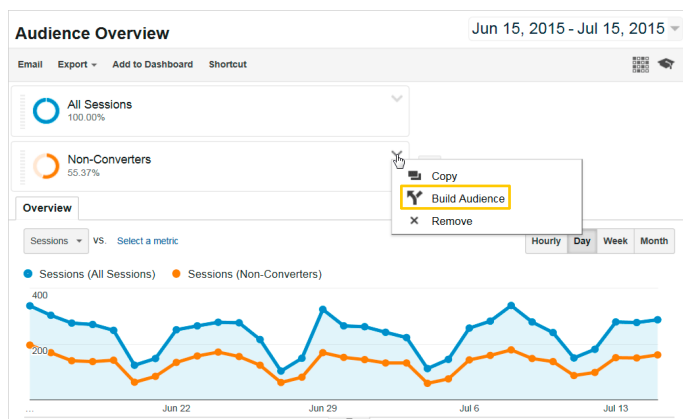 Audience Overview
Jun 15, 2015 - Jul 15, 2015
Email Export Add to Dashboard Shortcut
All Sessions
100.00%
Non-Converters
55.37%
Copy
Build Audience
Remove
Overview
Sessions VS. Select a metric
Hourly Day Week Month
Sessions (All Sessions) Sessions (Non-Converters)
400
200
... Jun 22 Jun 29 Jul 6 Jul 13